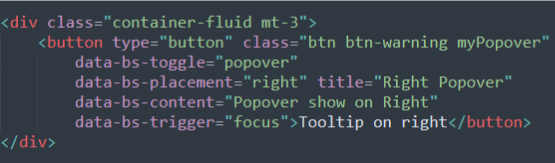 <div class="container-fluid mt-3">
<button type="button" class="btn btn-warning myPopover"
data-bs-toggle="popover"
data-bs-placement="right" title="Right Popover"
data-bs-content="Popover show on Right"
data-bs-trigger="focus">Tooltip on right</button>
</div>